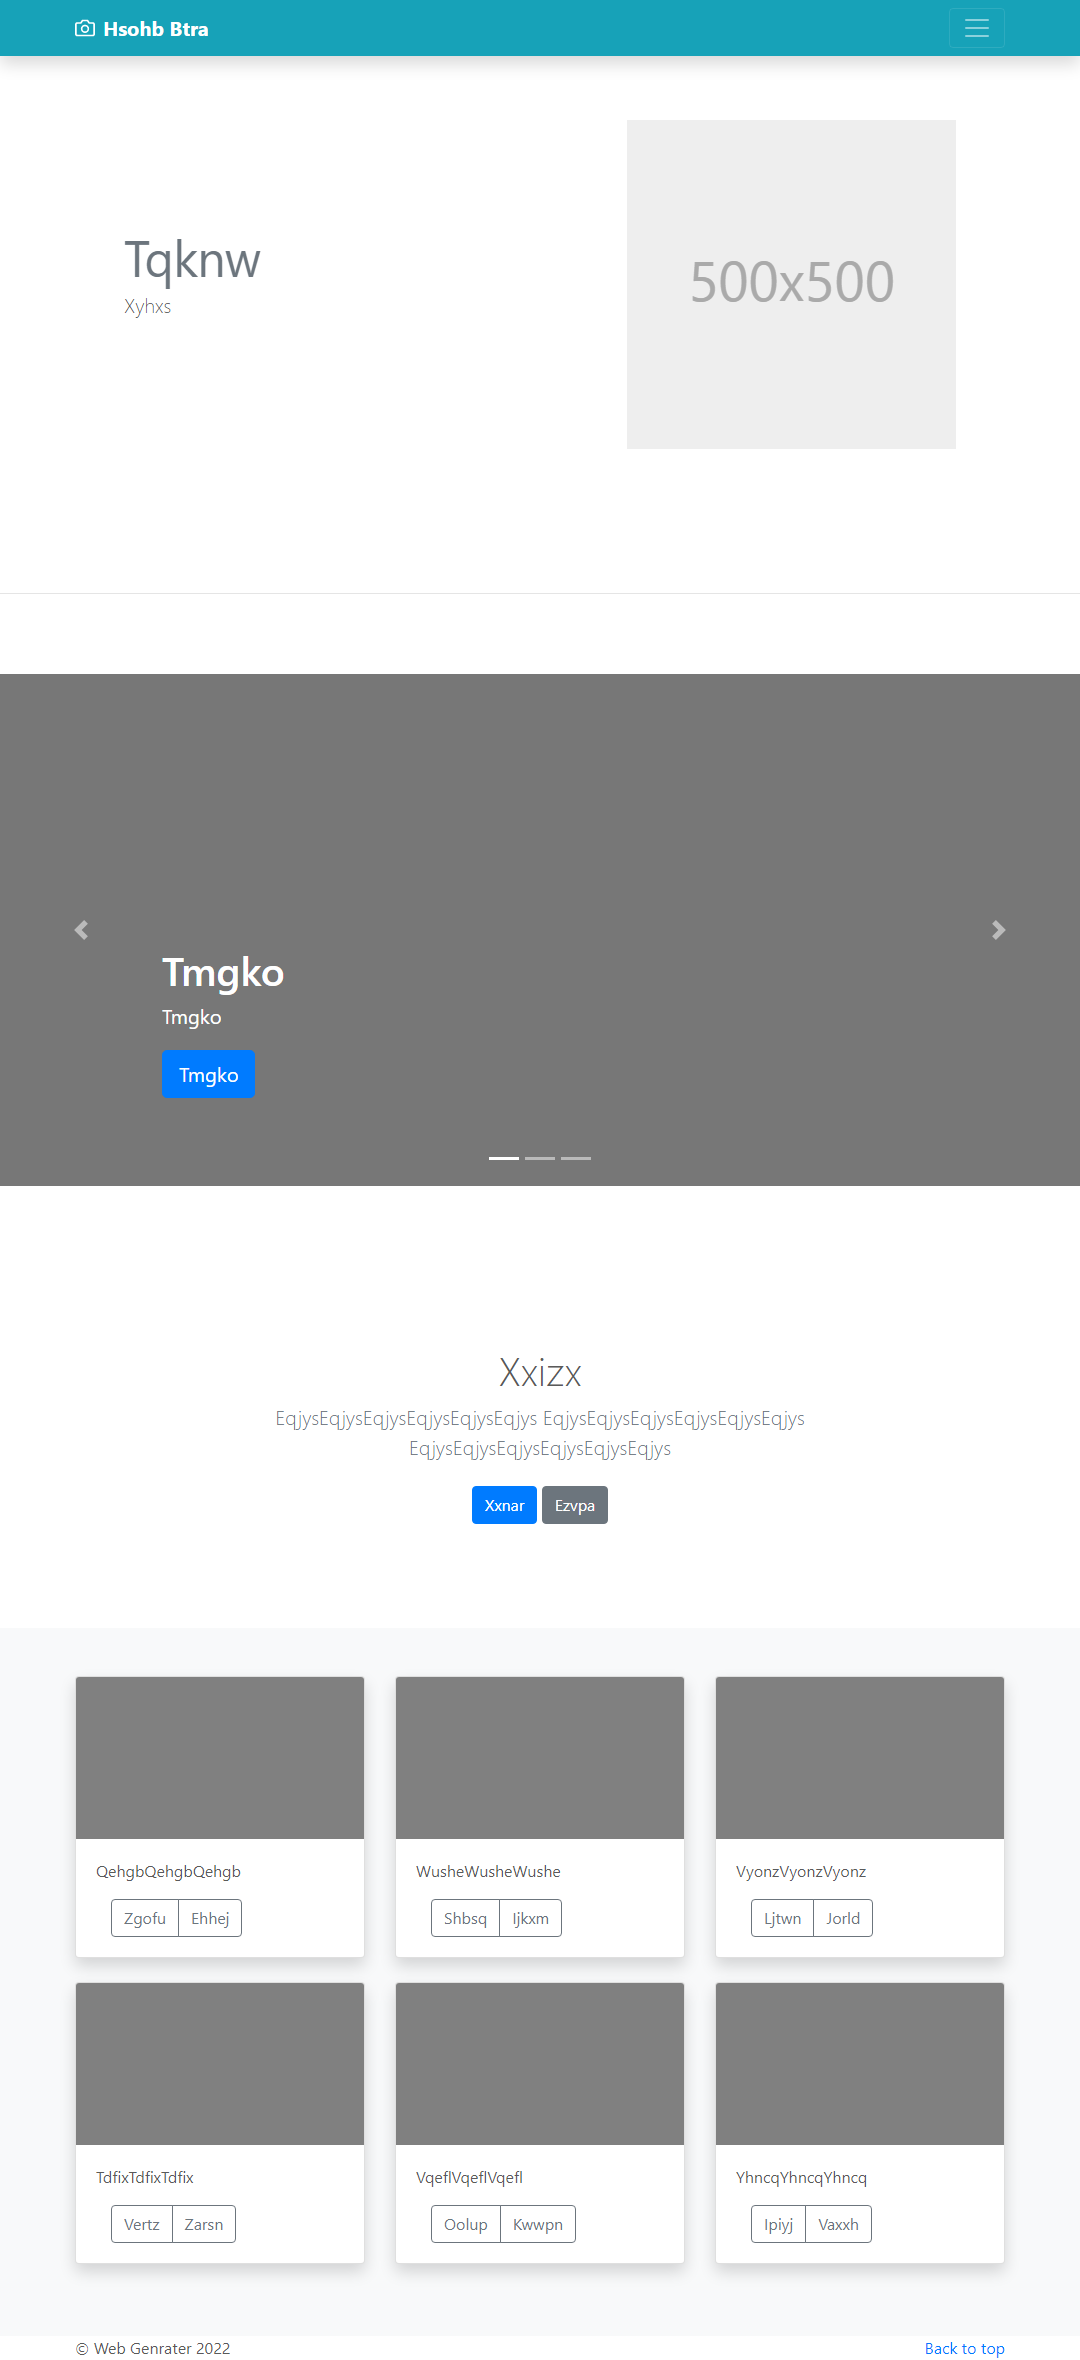 Hsohb Btra
Tqknw
Xyhxs
500x500
Tmgko
Tmgko
Tmgko
Xxizx
EqjysEqjysEqjysEqjysEqjysEqjys EqjysEqjysEqjysEqjysEqjysEqjys
EqjysEqjysEqjysEqjysEqjysEqjys
Xxnar Ezvpa
QehgbQehgbQehgb
Zgofu Ehhej
WusheWusheWushe
Shbsq Ijkxm
VyonzVyonzVyonz
Ljtwn Jorld
TdfixTdfixTdfix
Vertz Zarsn
VqeflVqeflVqefl
Oolup Kwwpn
YhncqYhncqYhncq
Ipiyj Vaxxh
© Web Genrater 2022
Back to top